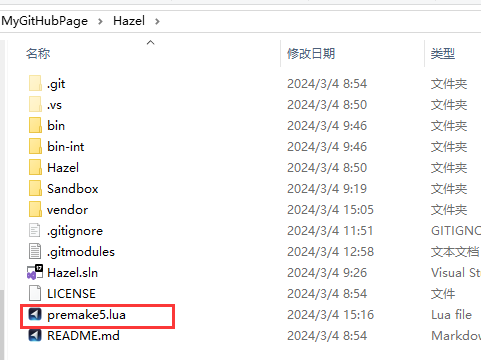 MyGitHubPage > Hazel >
名称 修改日期 类型
.git 2024/3/4 8:54 文件夹
.vs 2024/3/4 8:50 文件夹
bin 2024/3/4 9:46 文件夹
bin-int 2024/3/4 9:46 文件夹
Hazel 2024/3/4 8:50 文件夹
Sandbox 2024/3/4 9:19 文件夹
vendor 2024/3/4 15:05 文件夹
.gitignore 2024/3/4 11:51 GITIGNO
.gitmodules 2024/3/4 12:58 文本文档
Hazel.sln 2024/3/4 9:26 Visual Stu
LICENSE 2024/3/4 8:54 文件
premake5.lua 2024/3/4 15:16 Lua file
README.md 2024/3/4 8:54 Markdown